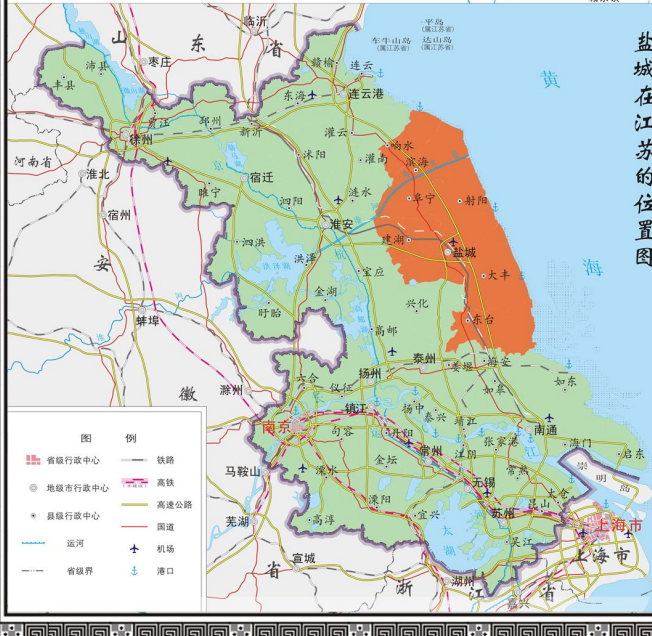 盐城在江苏的位置图
山东省
临沂
平岛
(属江苏省)
车牛山岛
(属江苏省)
达山岛
(属江苏省)
黄
海
枣庄
沛县
丰县
赣榆
连云
连云港
东海
贾汪
徐州
邳州
新沂
灌云
响水
河南省
淮北
宿州
沭阳
灌南
滨海
京
宿迁
睢宁
泗阳
涟水
阜宁
射阳
淮安
泗洪
洪泽
建湖
盐城
杭
宝应
大丰
安
金湖
盱眙
兴化
东台
蚌埠
高邮
徽
滁州
六合
仪征
扬州
泰州
姜堰
海安
如皋
如东
南京
镇江
扬中
泰兴
靖江
南通
句容
运
丹阳
常州
江阴
张家港
江
海门
启东
马鞍山
溧水
金坛
无锡
常熟
崇明岛
溧阳
太仓
昆山
芜湖
高淳
宜兴
太湖
苏州
吴江
上海市
上海市
宣城
省
浙江省
湖州
嘉兴
图 例
省级行政中心
铁路
地级市行政中心
高铁
县级行政中心
高速公路
国道
运河
机场
省级界
港口